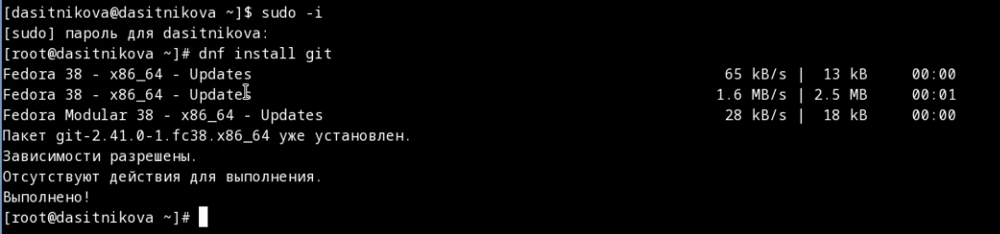 [dasitnikova@dasitnikova ~]$ sudo -i
[sudo] пароль для dasitnikova:
[root@dasitnikova ~]# dnf install git
Fedora 38 - x86_64 - Updates 65 kB/s | 13 kB 00:00
Fedora 38 - x86_64 - Updates 1.6 MB/s | 2.5 MB 00:01
Fedora Modular 38 - x86_64 - Updates 28 kB/s | 18 kB 00:00
Пакет git-2.41.0-1.fc38.x86_64 уже установлен.
Зависимости разрешены.
Отсутствуют действия для выполнения.
Выполнено!
[root@dasitnikova ~]#